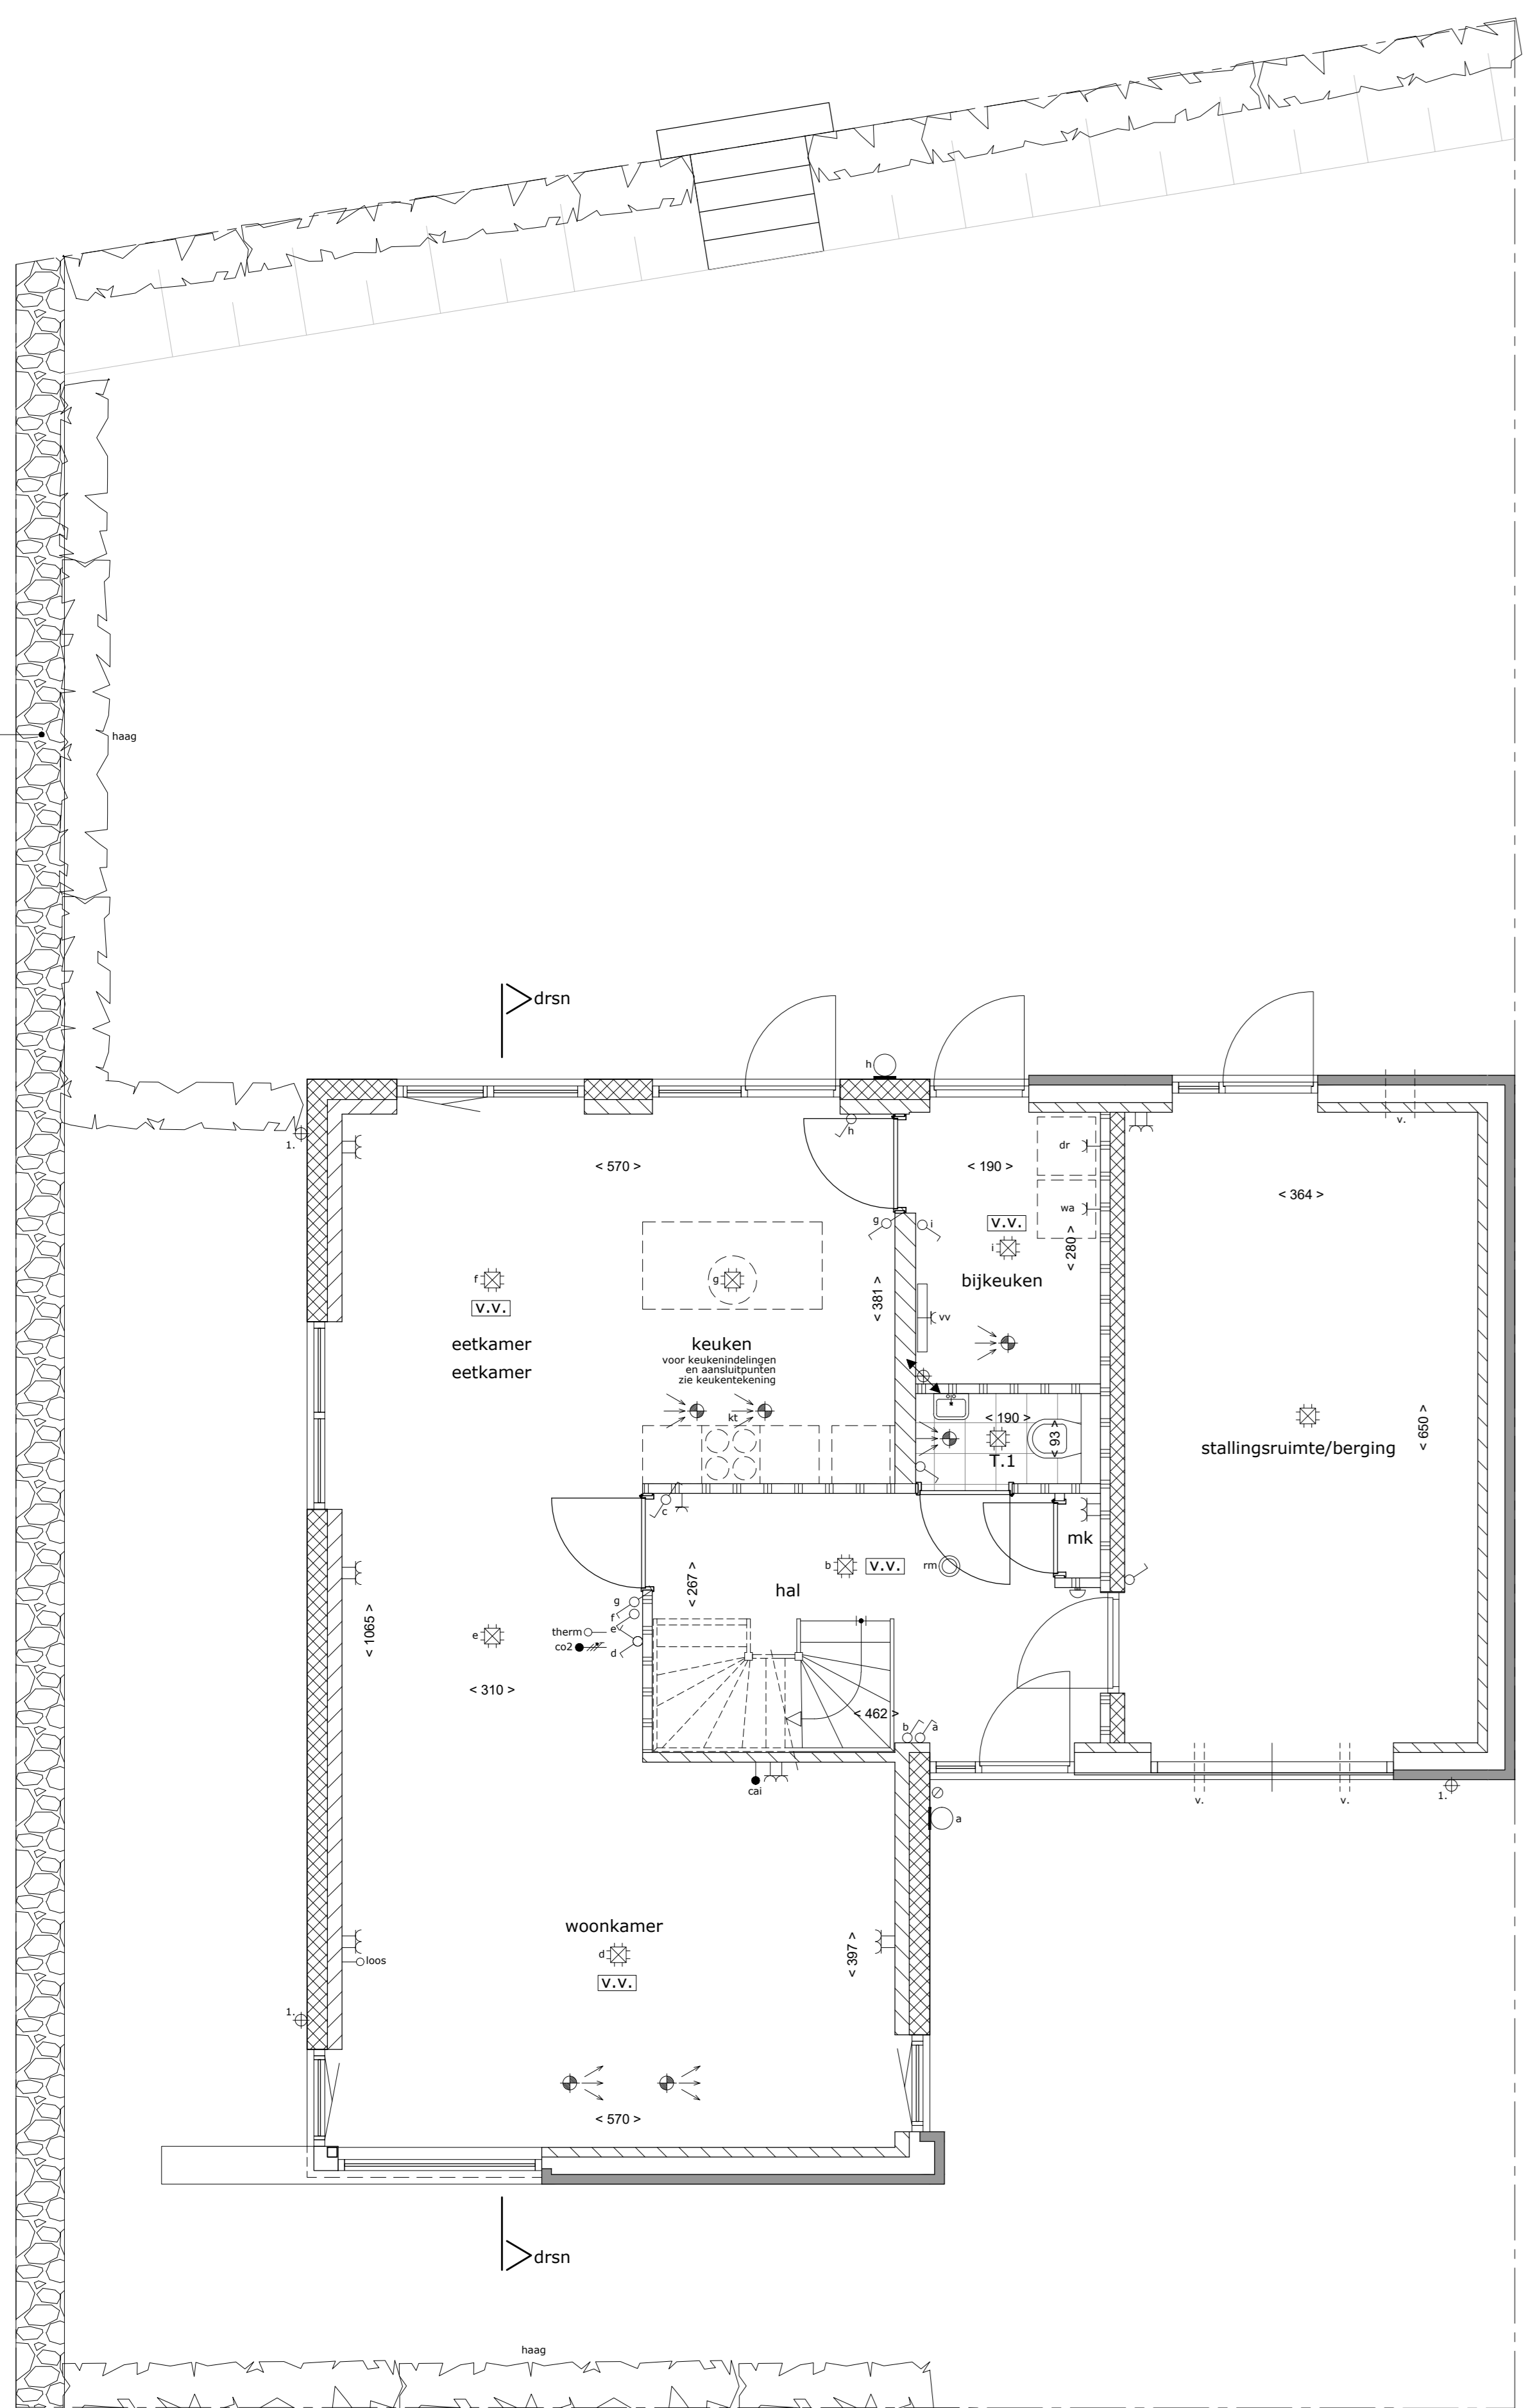 haag
drsn
h
1.
h
v.
dr
< 570 >
< 190 >
< 364 >
wa
g
i
v.v.
< 280 >
i
f
g
bijkeuken
v.v.
< 381 >
vv
eetkamer
keuken
voor keukenindelingen
en aansluitpunten
zie keukentekening
eetkamer
kt
< 190 >
< 93 >
T.1
stallingsruimte/berging
< 650 >
c
mk
b
v.v.
rm
hal
< 267 >
g
f
e
therm
co2
d
e
< 1065 >
< 310 >
< 462 >
b
a
cai
v.
v.
1.
a
woonkamer
d
v.v.
< 397 >
loos
1.
< 570 >
drsn
haag